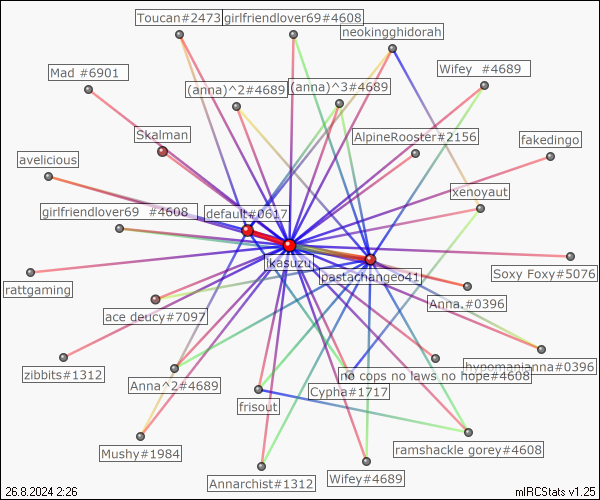 Toucan#2473 girlfriendlover69#4608
neokingghidorah
Mad #6901
(anna)^2#4689 (anna)^3#4689
Wifey  #4689
Skalman
AlpineRooster#2156
fakedingo
avelicious
xenoyaut
girlfriendlover69  #4608
default#0617
ikasuzu
pastachangeo41
Soxy Foxy#5076
rattgaming
Anna.#0396
ace deucy#7097
zibbits#1312
Anna^2#4689
hypomanianna#0396
no cops no laws no hope#4608
Cypha#1717
frisout
Mushy#1984
ramshackle gorey#4608
Annarchist#1312
Wifey#4689
26.8.2024 2:26
mIRCStats v1.25